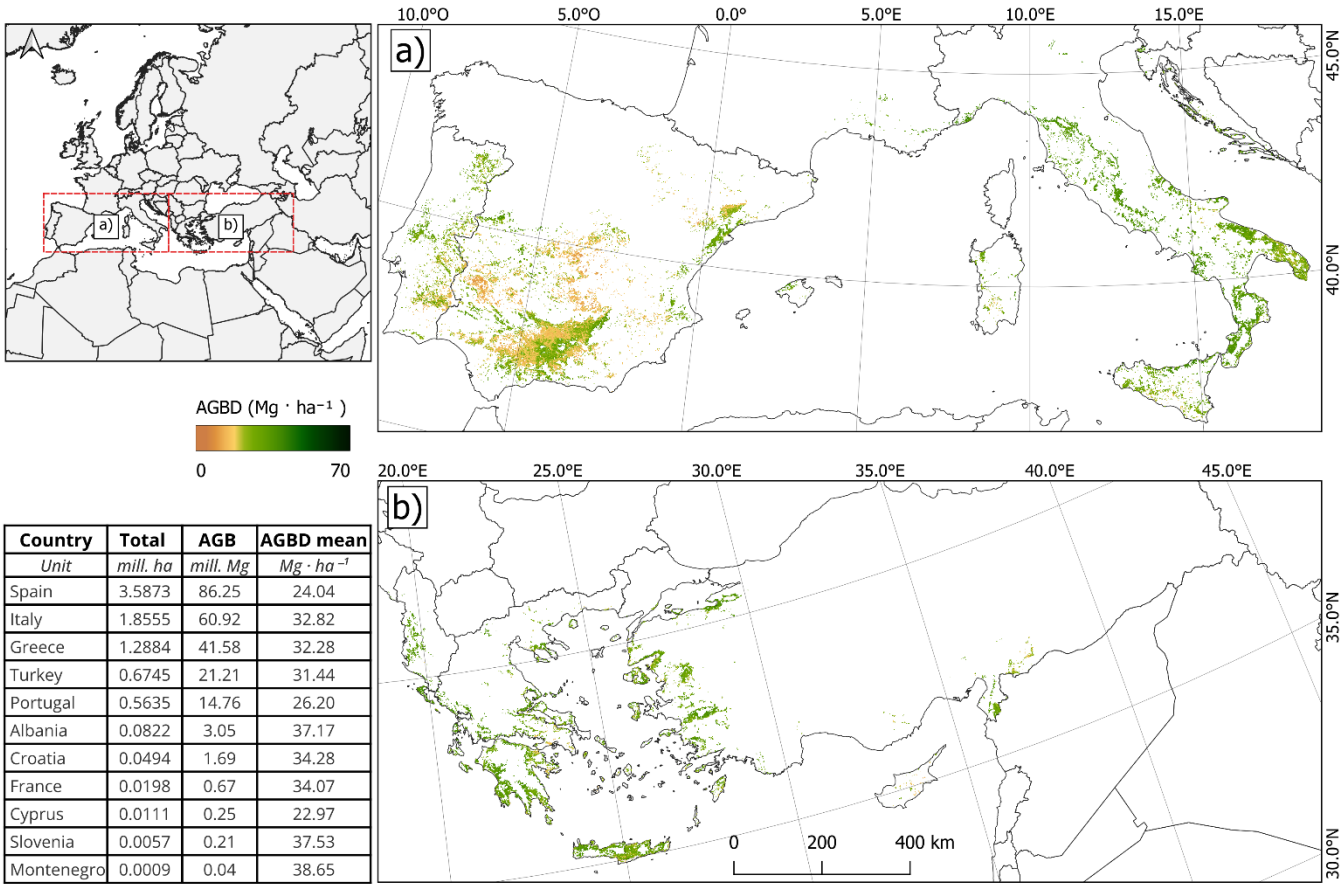 10.0°O 5.0°O 0.0° 5.0°E 10.0°E 15.0°E
a)
45.0°N
40.0°N
a) b)
AGBD (Mg · ha⁻¹ )
0 70
20.0°E 25.0°E 30.0°E 35.0°E 40.0°E 45.0°E
b)
35.0°N
30.0°N
0 200 400 km
Country Total AGB AGBD mean
Unit mill. ha mill. Mg Mg · ha⁻¹
Spain 3.5873 86.25 24.04
Italy 1.8555 60.92 32.82
Greece 1.2884 41.58 32.28
Turkey 0.6745 21.21 31.44
Portugal 0.5635 14.76 26.20
Albania 0.0822 3.05 37.17
Croatia 0.0494 1.69 34.28
France 0.0198 0.67 34.07
Cyprus 0.0111 0.25 22.97
Slovenia 0.0057 0.21 37.53
Montenegro 0.0009 0.04 38.65